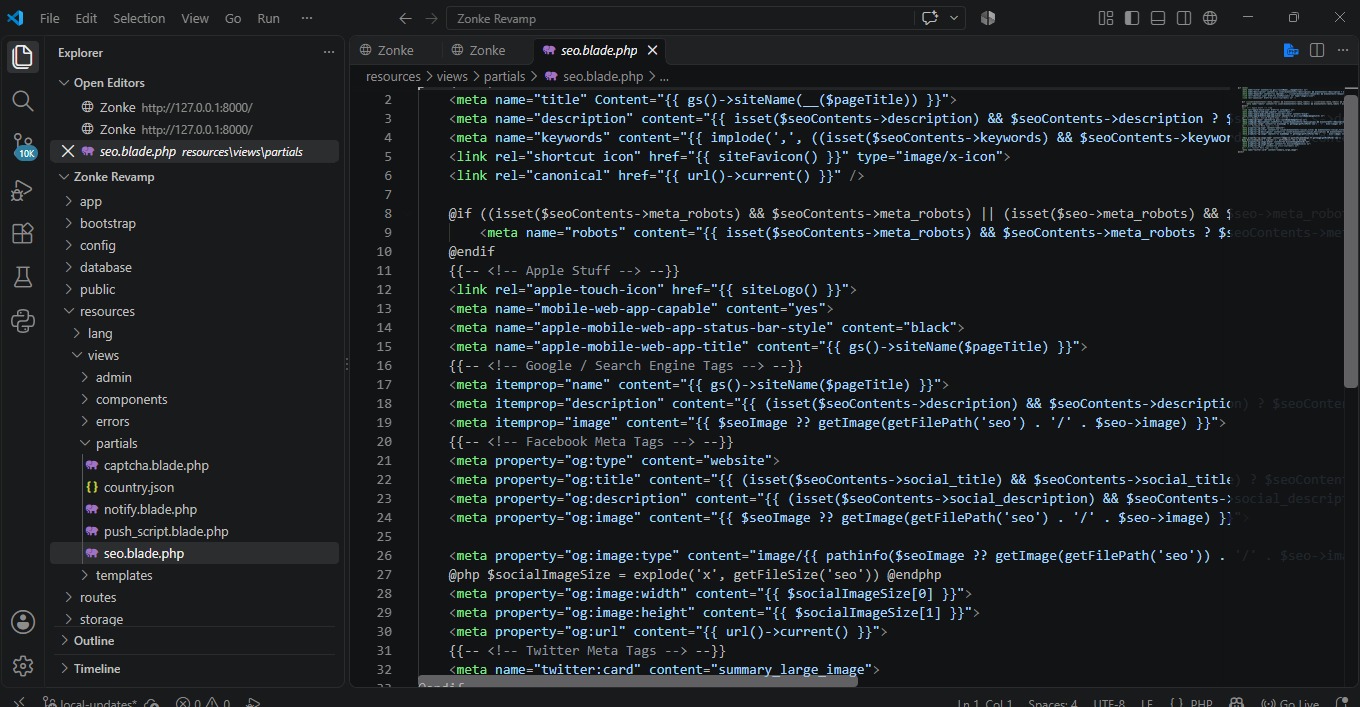 File Edit Selection View Go Run ···
Zonke Revamp
Explorer
Open Editors
Zonke http://127.0.0.1:8000/
Zonke http://127.0.0.1:8000/
seo.blade.php resources\views\partials
Zonke Revamp
app
bootstrap
config
database
public
resources
lang
views
admin
components
errors
partials
captcha.blade.php
country.json
notify.blade.php
push_script.blade.php
seo.blade.php
templates
routes
storage
Outline
Timeline
10K
Zonke Zonke seo.blade.php
resources > views > partials > seo.blade.php > ...
2 <meta name="title" Content="{{ gs()->siteName(__($pageTitle)) }}">
3 <meta name="description" content="{{ isset($seoContents->description) && $seoContents->description ? $
4 <meta name="keywords" content="{{ implode(',', ((isset($seoContents->keywords) && $seoContents->keywor
5 <link rel="shortcut icon" href="{{ siteFavicon() }}" type="image/x-icon">
6 <link rel="canonical" href="{{ url()->current() }}" />
7
8 @if ((isset($seoContents->meta_robots) && $seoContents->meta_robots) || (isset($seo->meta_robots) && $seo->meta_robo
9 <meta name="robots" content="{{ isset($seoContents->meta_robots) && $seoContents->meta_robots ? $seoContents->me
10 @endif
11 {{-- <!-- Apple Stuff --> --}}
12 <link rel="apple-touch-icon" href="{{ siteLogo() }}">
13 <meta name="mobile-web-app-capable" content="yes">
14 <meta name="apple-mobile-web-app-status-bar-style" content="black">
15 <meta name="apple-mobile-web-app-title" content="{{ gs()->siteName($pageTitle) }}">
16 {{-- <!-- Google / Search Engine Tags --> --}}
17 <meta itemprop="name" content="{{ gs()->siteName($pageTitle) }}">
18 <meta itemprop="description" content="{{ (isset($seoContents->description) && $seoContents->description) ? $seoConte
19 <meta itemprop="image" content="{{ $seoImage ?? getImage(getFilePath('seo') . '/' . $seo->image) }}">
20 {{-- <!-- Facebook Meta Tags --> --}}
21 <meta property="og:type" content="website">
22 <meta property="og:title" content="{{ (isset($seoContents->social_title) && $seoContents->social_title) ? $seoConten
23 <meta property="og:description" content="{{ (isset($seoContents->social_description) && $seoContents->social_descrip
24 <meta property="og:image" content="{{ $seoImage ?? getImage(getFilePath('seo') . '/' . $seo->image) }}">
25
26 <meta property="og:image:type" content="image/{{ pathinfo($seoImage ?? getImage(getFilePath('seo')) . '/' . $seo->ima
27 @php $socialImageSize = explode('x', getFileSize('seo')) @endphp
28 <meta property="og:image:width" content="{{ $socialImageSize[0] }}">
29 <meta property="og:image:height" content="{{ $socialImageSize[1] }}">
30 <meta property="og:url" content="{{ url()->current() }}">
31 {{-- <!-- Twitter Meta Tags --> --}}
32 <meta name="twitter:card" content="summary_large_image">
33 @endif
local-updates* 0 0 Ln 1, Col 1 Spaces: 4 UTF-8 LF { } PHP Go Live